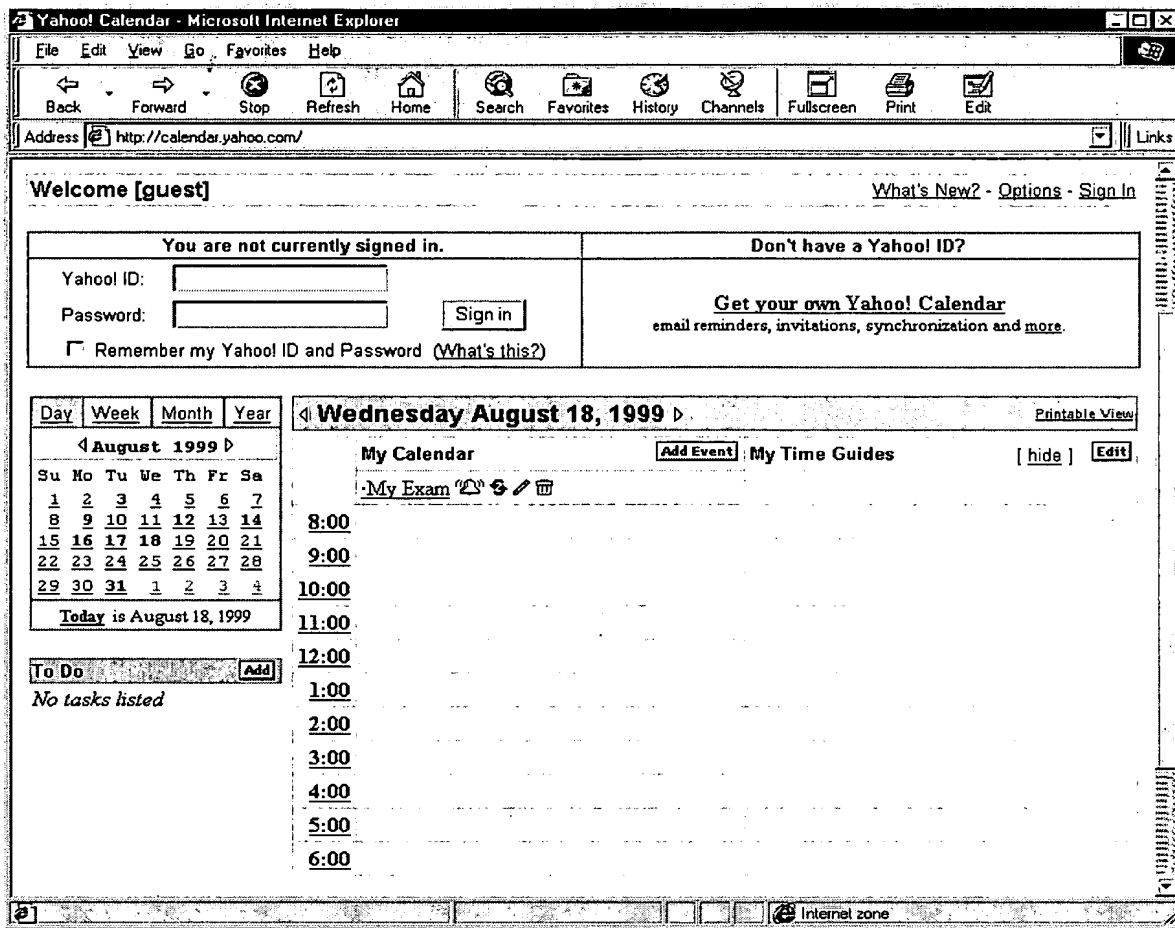 Yahoo! Calendar - Microsoft Internet Explorer
File Edit View Go Favorites Help
Back Forward Stop Refresh Home Search Favorites History Channels Fullscreen Print Edit
Address http://calendar.yahoo.com/ Links
Welcome [guest] What's New? - Options - Sign In
You are not currently signed in.
Yahoo! ID:
Password: Sign in
Remember my Yahoo! ID and Password (What's this?)
Don't have a Yahoo! ID?
Get your own Yahoo! Calendar
email reminders, invitations, synchronization and more.
Day Week Month Year
August 1999
Su Mo Tu We Th Fr Sa
1 2 3 4 5 6 7
8 9 10 11 12 13 14
15 16 17 18 19 20 21
22 23 24 25 26 27 28
29 30 31 1 2 3 4
Today is August 18, 1999
To Do Add
No tasks listed
Wednesday August 18, 1999 Printable View
My Calendar Add Event My Time Guides [ hide ] Edit
·My Exam
8:00
9:00
10:00
11:00
12:00
1:00
2:00
3:00
4:00
5:00
6:00
Internet zone